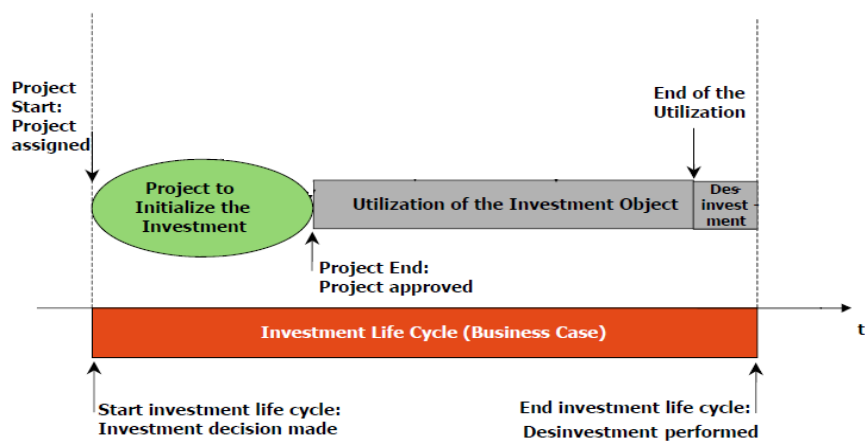 Project
Start:
Project
assigned
End of the
Utilization
Project to
Initialize the
Investment
Utilization of the Investment Object
Des-
invest -
ment
Project End:
Project approved
Investment Life Cycle (Business Case)
t
Start investment life cycle:
Investment decision made
End investment life cycle:
Desinvestment performed